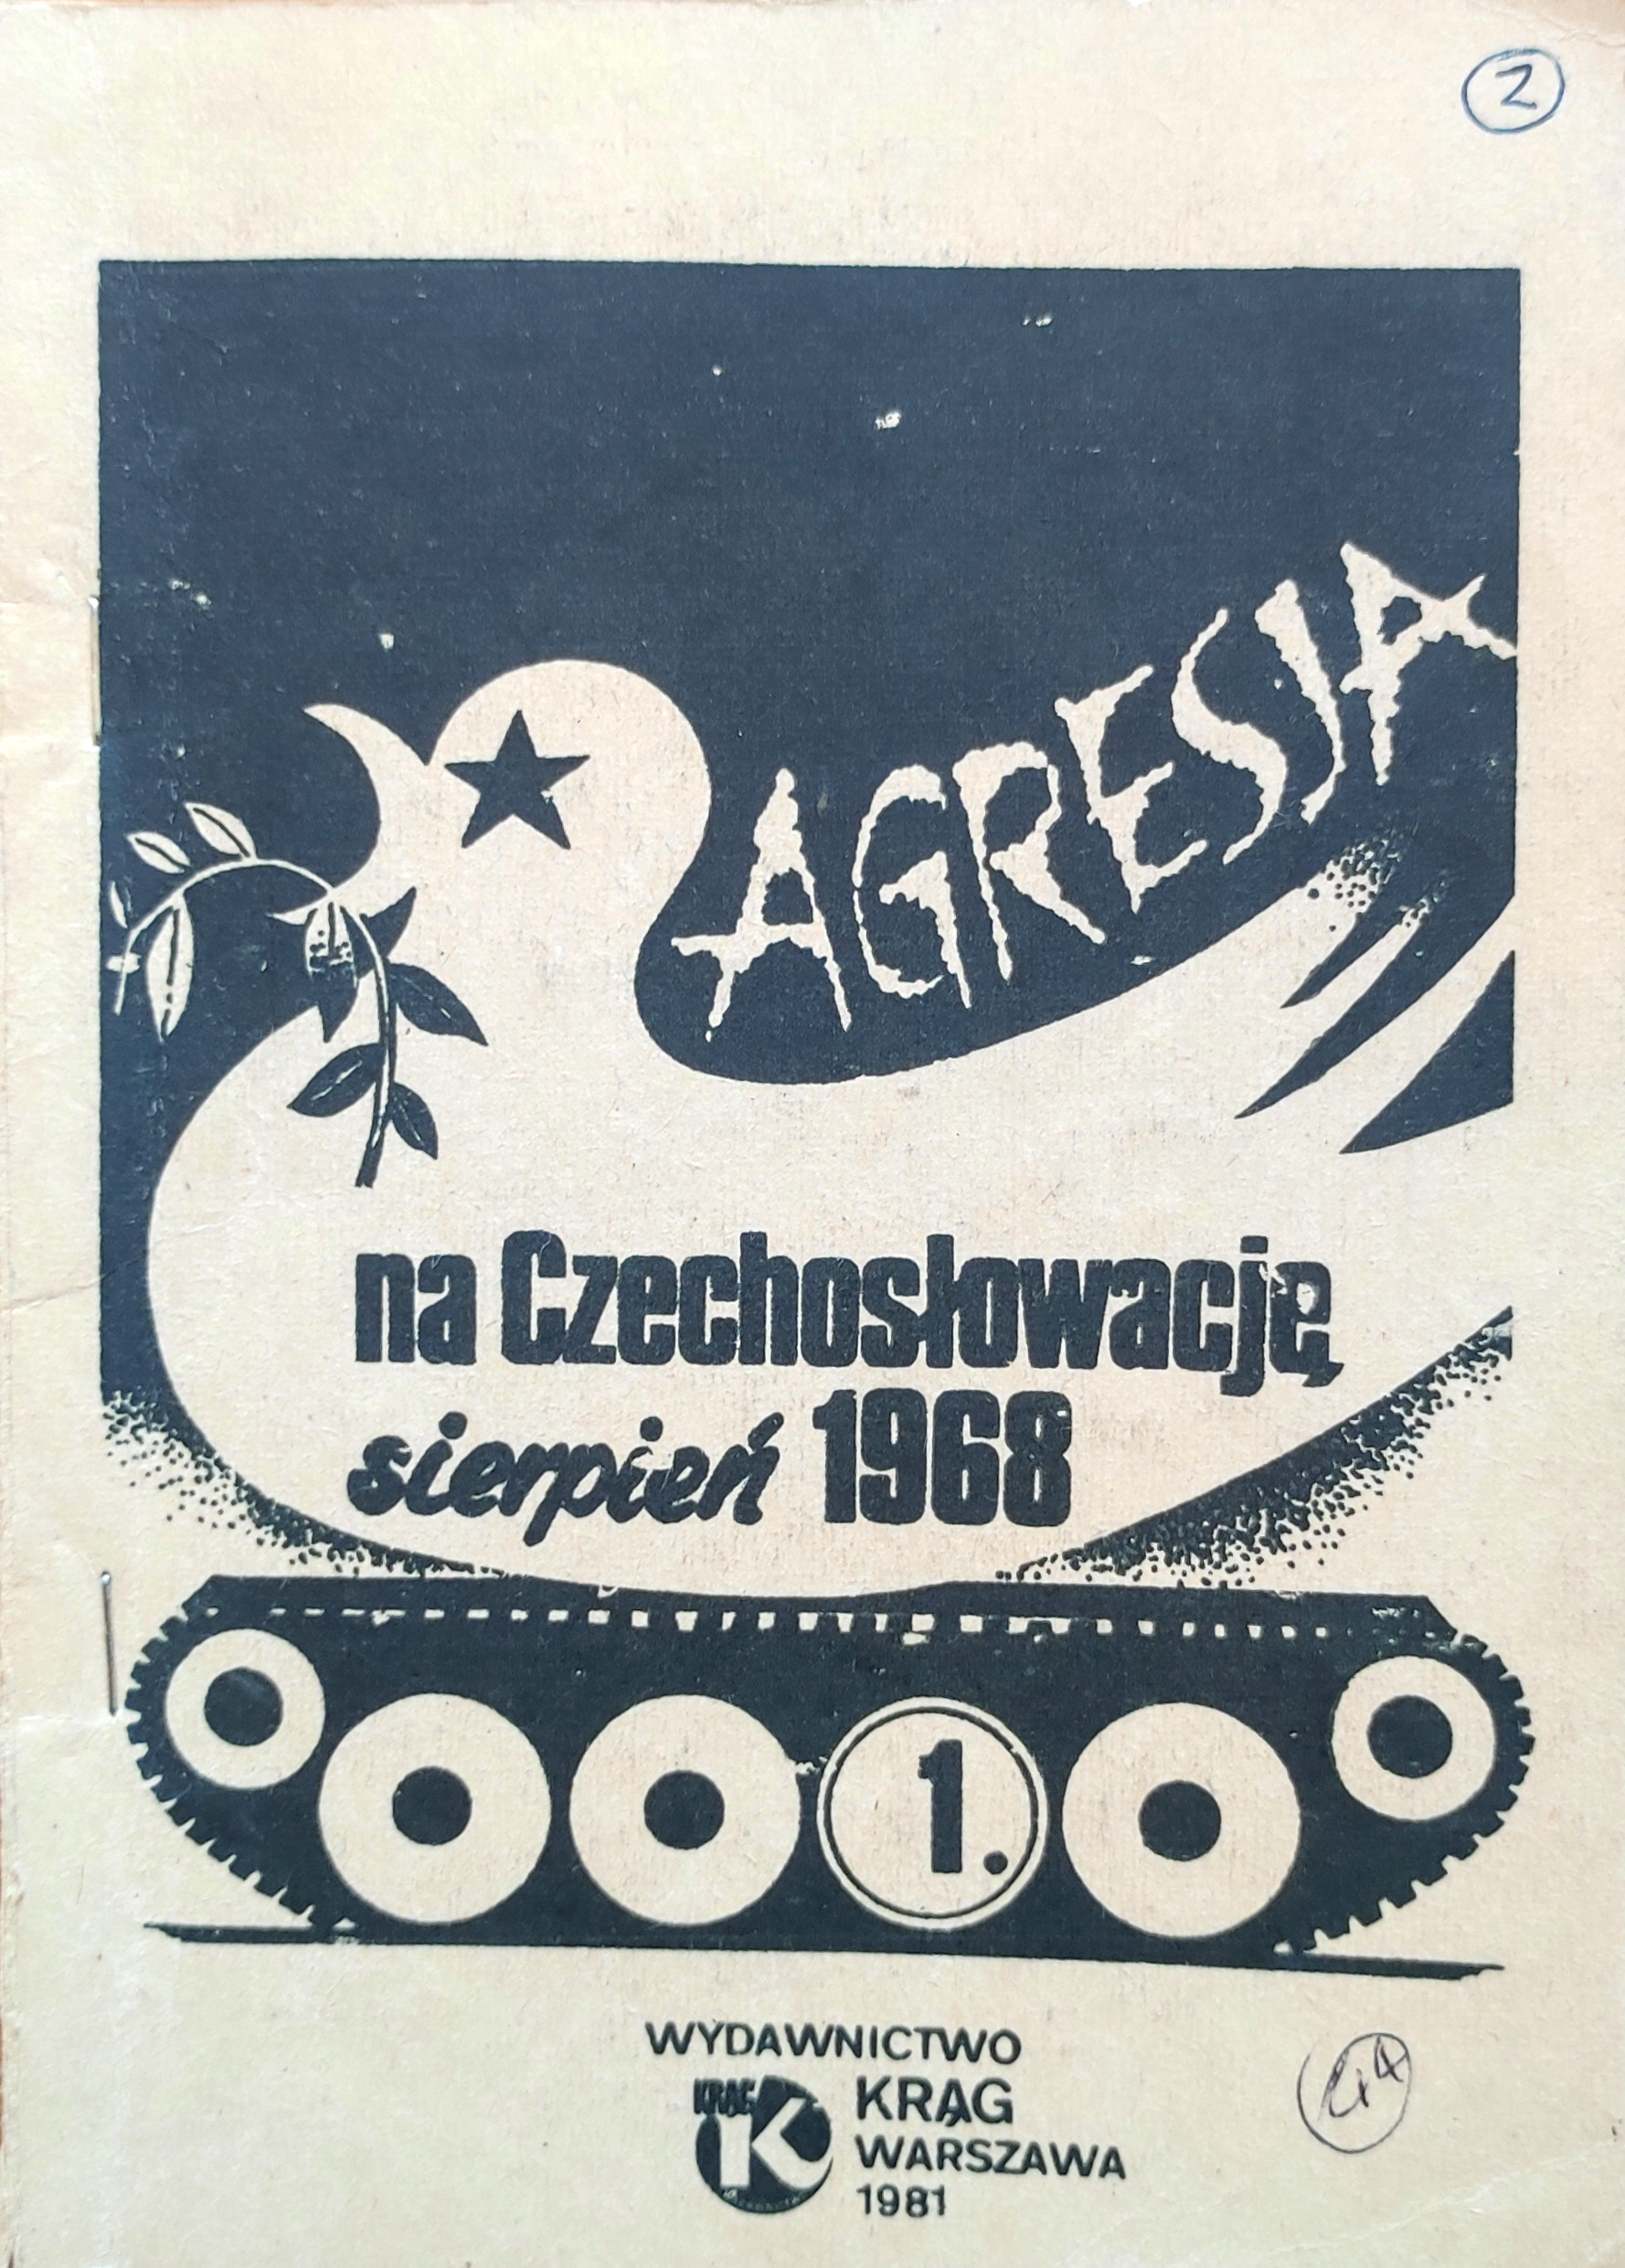 2
AGRESJA
na Czechosłowację
sierpień 1968
1.
WYDAWNICTWO
KRĄG
KRĄG
WARSZAWA
1981